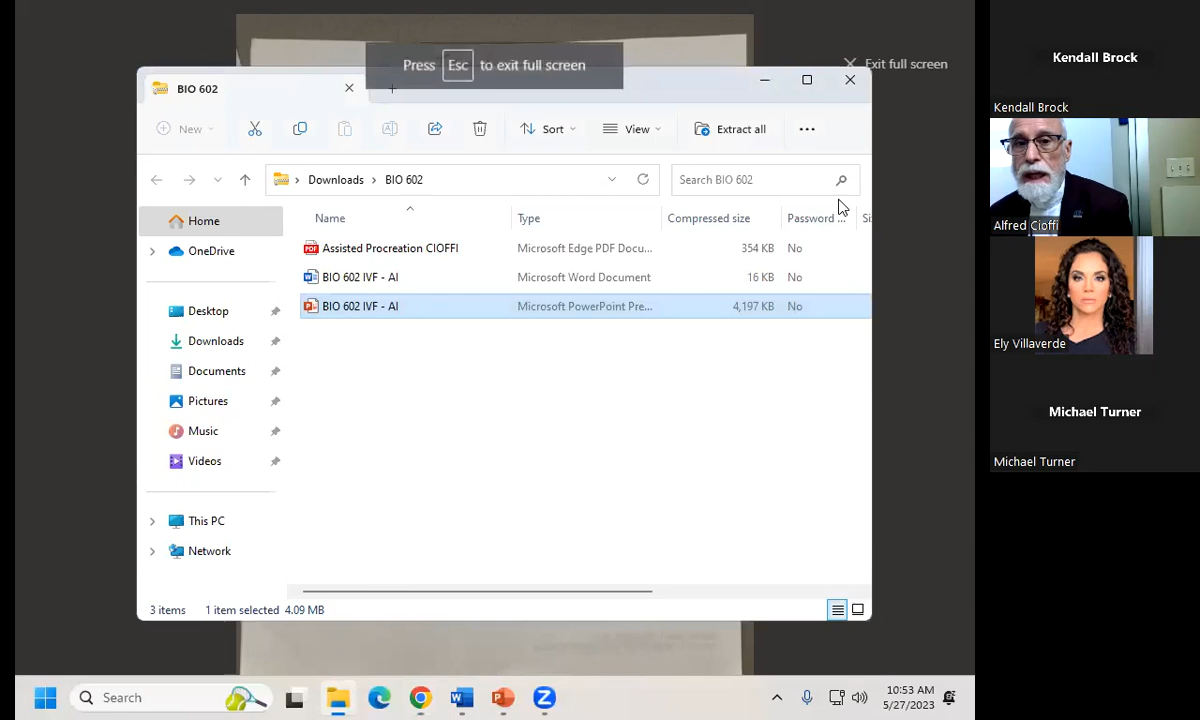 Press Esc to exit full screen
Exit full screen
BIO 602
New
Sort
View
Extract all
Downloads > BIO 602
Search BIO 602
Name Type Compressed size Password ...
Assisted Procreation CIOFFI Microsoft Edge PDF Docu... 354 KB No
BIO 602 IVF - AI Microsoft Word Document 16 KB No
BIO 602 IVF - AI Microsoft PowerPoint Pre... 4,197 KB No
Home
OneDrive
Desktop
Downloads
Documents
Pictures
Music
Videos
This PC
Network
3 items 1 item selected 4.09 MB
Search
10:53 AM
5/27/2023
Kendall Brock
Kendall Brock
Alfred Cioffi
Ely Villaverde
Michael Turner
Michael Turner